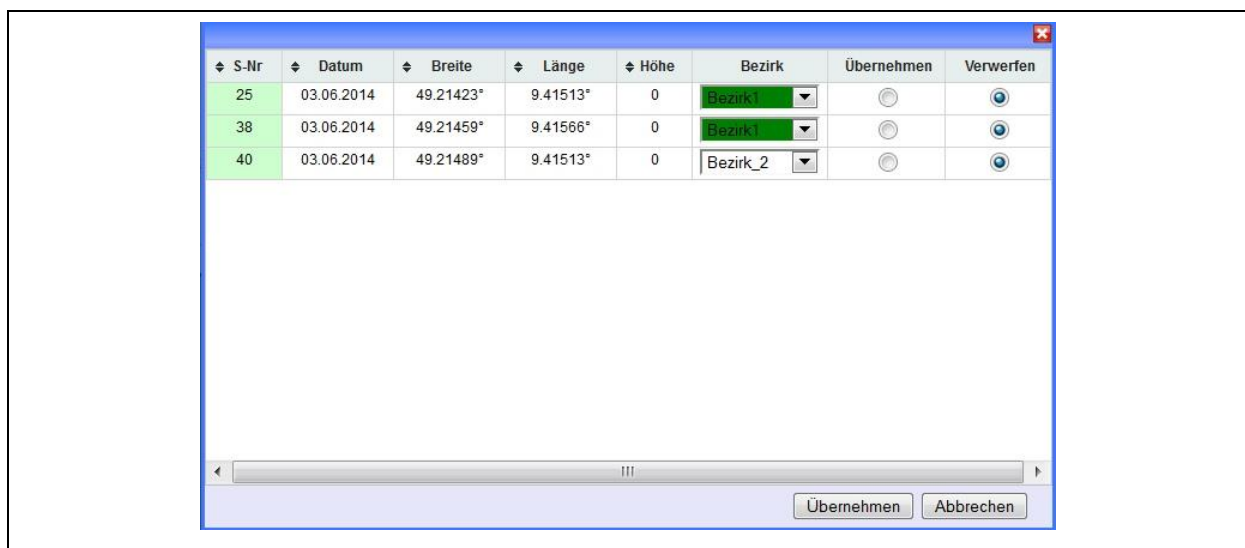 S-Nr Datum Breite Länge Höhe Bezirk Übernehmen Verwerfen
25 03.06.2014 49.21423° 9.41513° 0 Bezirk1
38 03.06.2014 49.21459° 9.41566° 0 Bezirk1
40 03.06.2014 49.21489° 9.41513° 0 Bezirk_2
Übernehmen Abbrechen